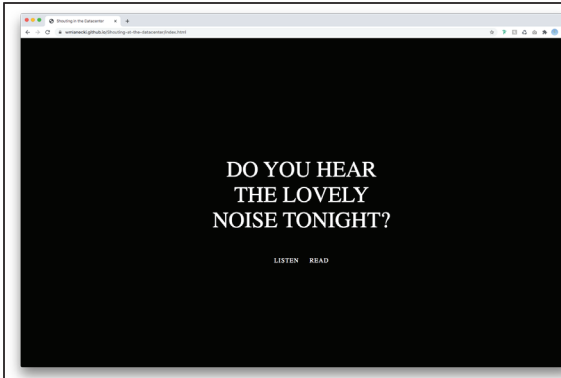 Shouting in the Datacenter
wmianecki.github.io/Shouting-at-the-datacenter/index.html
DO YOU HEAR
THE LOVELY
NOISE TONIGHT?
LISTEN READ